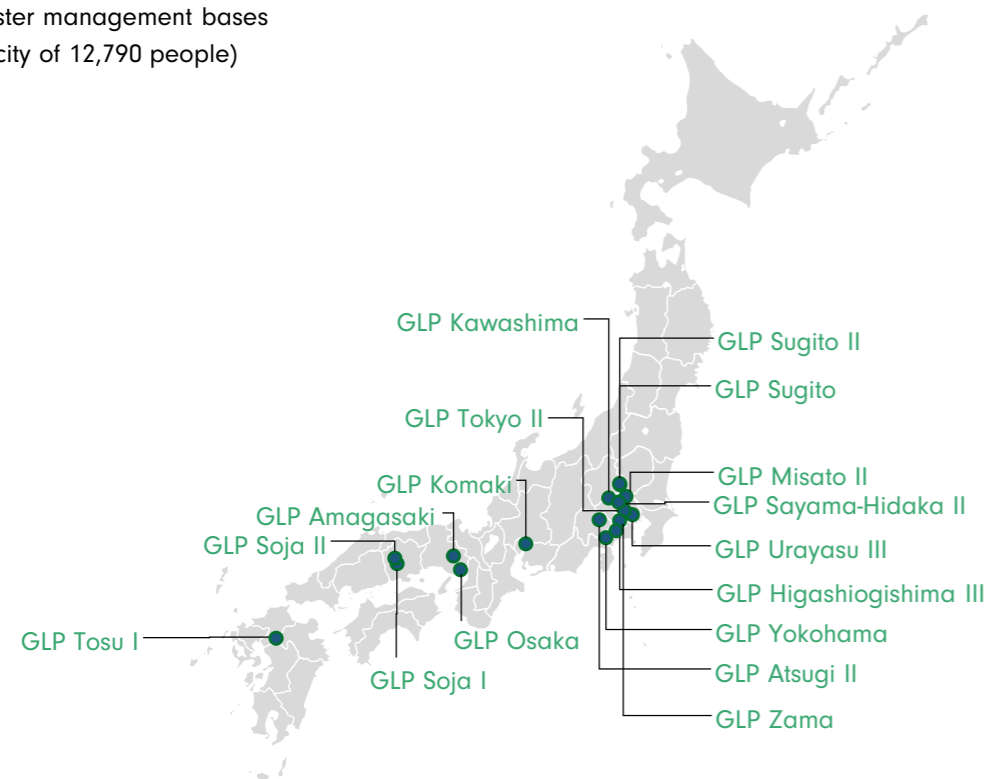 ster management bases
city of 12,790 people)
GLP Kawashima
GLP Sugito II
GLP Sugito
GLP Tokyo II
GLP Misato II
GLP Komaki
GLP Sayama-Hidaka II
GLP Amagasaki
GLP Soja II
GLP Urayasu III
GLP Higashiogishima III
GLP Tosu I
GLP Osaka
GLP Yokohama
GLP Soja I
GLP Atsugi II
GLP Zama